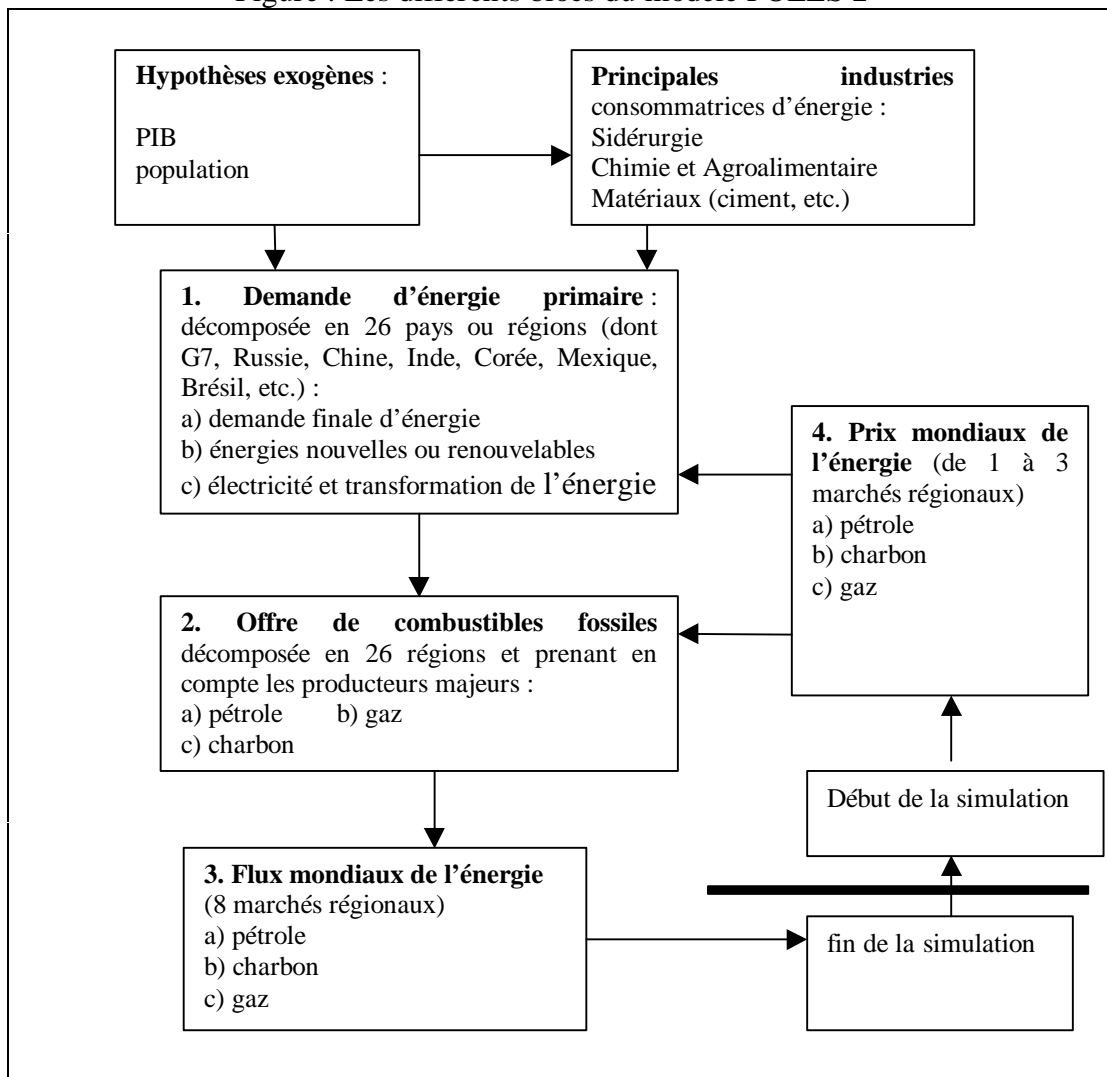 Figure : Les différents blocs du modèle POLES 2
Hypothèses exogènes :
PIB
population
Principales industries
consommatrices d’énergie :
Sidérurgie
Chimie et Agroalimentaire
Matériaux (ciment, etc.)
1. Demande d’énergie primaire :
décomposée en 26 pays ou régions (dont
G7, Russie, Chine, Inde, Corée, Mexique,
Brésil, etc.) :
a) demande finale d’énergie
b) énergies nouvelles ou renouvelables
c) électricité et transformation de l’énergie
4. Prix mondiaux de
l’énergie (de 1 à 3
marchés régionaux)
a) pétrole
b) charbon
c) gaz
2. Offre de combustibles fossiles
décomposée en 26 régions et prenant en
compte les producteurs majeurs :
a) pétrole b) gaz
c) charbon
Début de la simulation
3. Flux mondiaux de l’énergie
(8 marchés régionaux)
a) pétrole
b) charbon
c) gaz
fin de la simulation